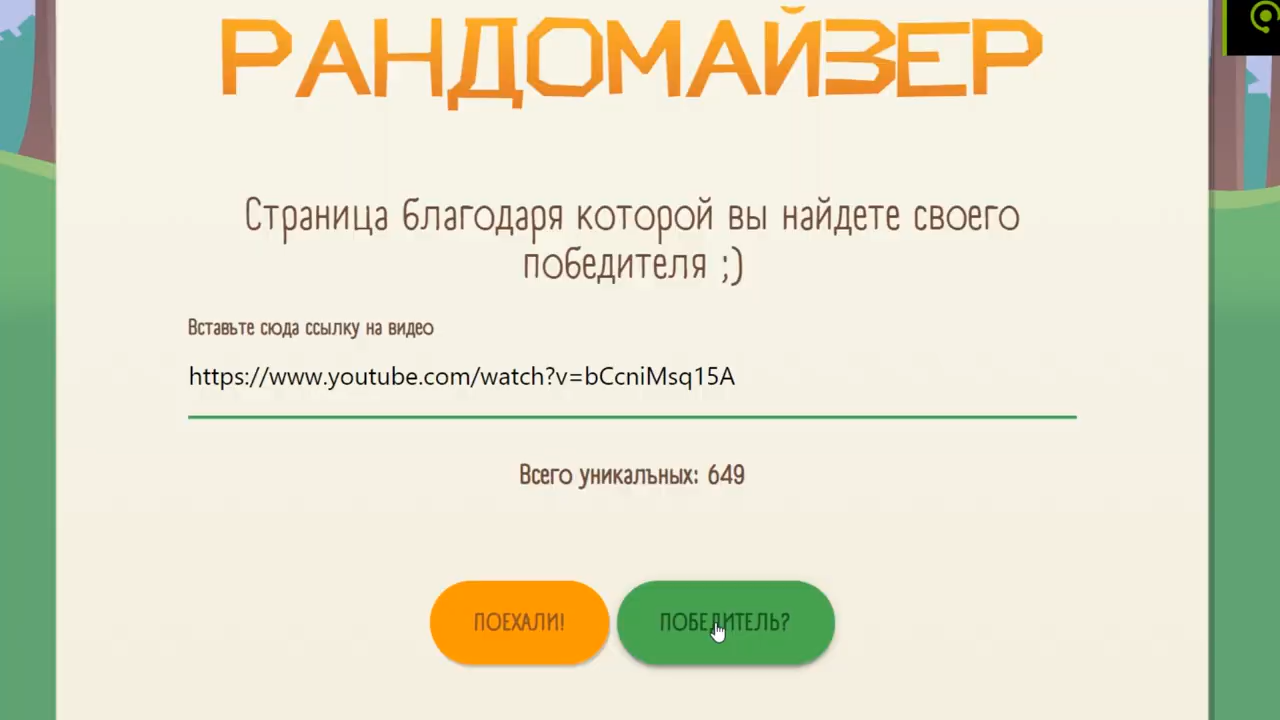 РАНДОМАЙЗЕР
Страница благодаря которой вы найдете своего
победителя ;)
Вставьте сюда ссылку на видео
https://www.youtube.com/watch?v=bCcniMsq15A
Всего уникальных: 649
ПОЕХАЛИ! ПОБЕДИТЕЛЬ?